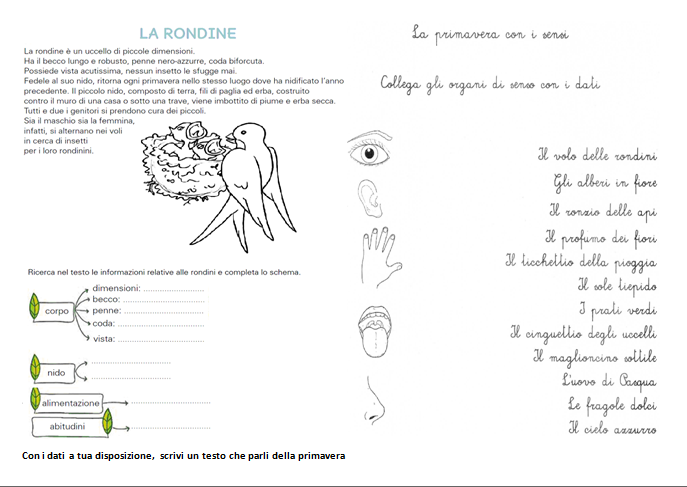 LA RONDINE
La rondine è un uccello di piccole dimensioni.
Ha il becco lungo e robusto, penne nero-azzurre, coda biforcuta.
Possiede vista acutissima, nessun insetto le sfugge mai.
Fedele al suo nido, ritorna ogni primavera nello stesso luogo dove ha nidificato l'anno
precedente. Il piccolo nido, composto di terra, fili di paglia ed erba, costruito
contro il muro di una casa o sotto una trave, viene imbottito di piume e erba secca.
Tutti e due i genitori si prendono cura dei piccoli.
Sia il maschio sia la femmina,
infatti, si alternano nei voli
in cerca di insetti
per i loro rondinini.
Ricerca nel testo le informazioni relative alle rondini e completa lo schema.
corpo
dimensioni: ..............................
becco: ..............................
penne: ..............................
coda: ..............................
vista: ..............................
nido
..............................
..............................
alimentazione
..............................
abitudini
..............................
Con i dati a tua disposizione, scrivi un testo che parli della primavera
La primavera con i sensi
Collega gli organi di senso con i dati
Il volo delle rondini
Gli alberi in fiore
Il ronzio delle api
Il profumo dei fiori
Il ticchettio della pioggia
Il sole tiepido
I prati verdi
Il cinguettio degli uccelli
Il maglioncino sottile
L'uovo di Pasqua
Le fragole dolci
Il cielo azzurro